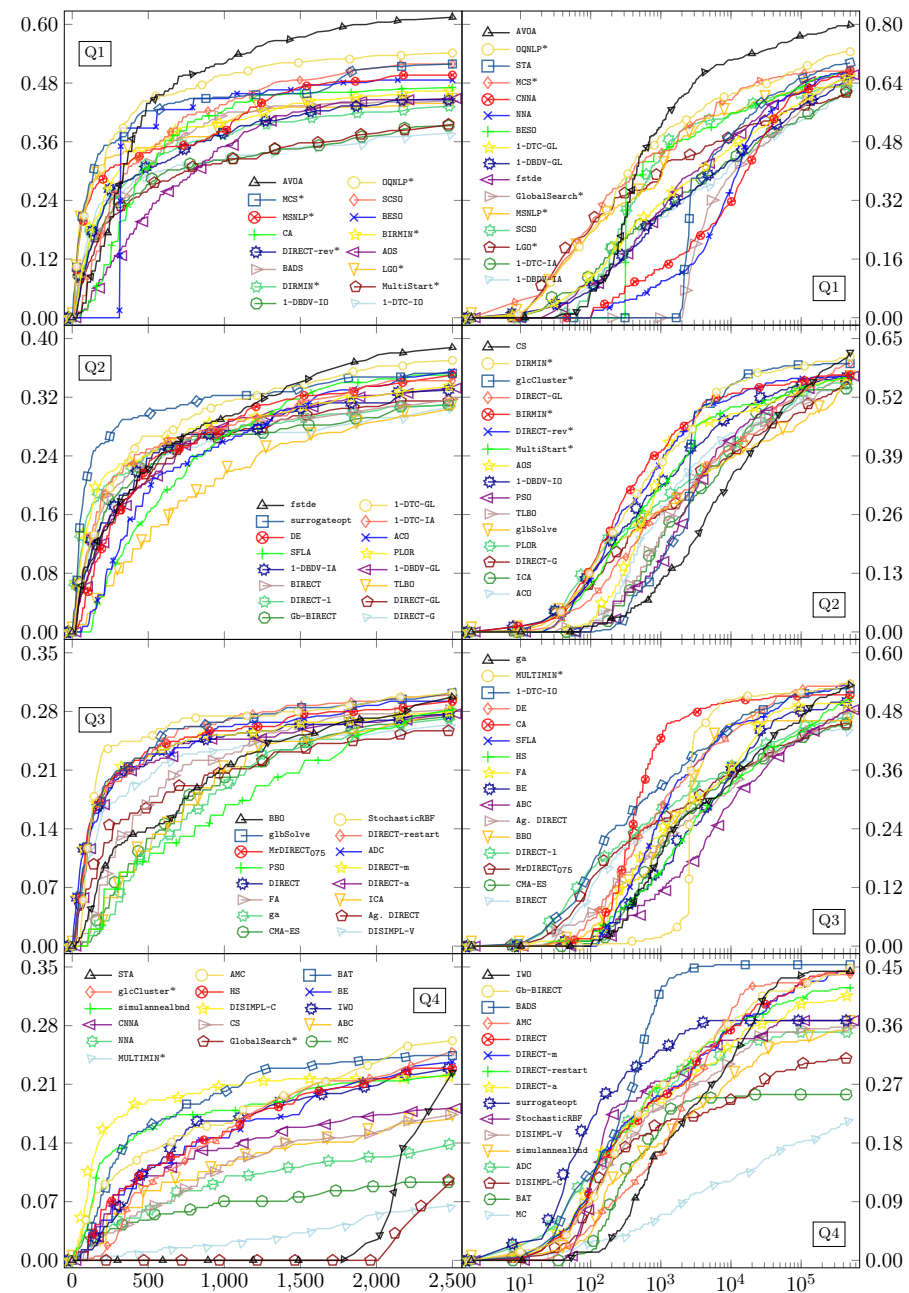 0.60
0.48
0.36
0.24
0.12
0.00
Q1
AVOA OQNLP*
MCS* SCSO
MSNLP* BESO
CA BIRMIN*
DIRECT-rev* AOS
BADS LGO*
DIRMIN* MultiStart*
1-DBDV-IO 1-DTC-IO
AVOA
OQNLP*
STA
MCS*
CNNA
NNA
BESO
1-DTC-GL
1-DBDV-GL
fstde
GlobalSearch*
MSNLP*
SCSO
LGO*
1-DTC-IA
1-DBDV-IA
Q1
0.80
0.64
0.48
0.32
0.16
0.00
0.40
0.32
0.24
0.16
0.08
0.00
Q2
fstde 1-DTC-GL
surrogateopt 1-DTC-IA
DE ACO
SFLA PLOR
1-DBDV-IA 1-DBDV-GL
BIRECT TLBO
DIRECT-l DIRECT-GL
Gb-BIRECT DIRECT-G
CS
DIRMIN*
glcCluster*
DIRECT-GL
BIRMIN*
DIRECT-rev*
MultiStart*
AOS
1-DBDV-IO
PSO
TLBO
glbSolve
PLOR
DIRECT-G
ICA
ACO
Q2
0.65
0.52
0.39
0.26
0.13
0.00
0.35
0.28
0.21
0.14
0.07
0.00
Q3
BBO StochasticRBF
glbSolve DIRECT-restart
MrDIRECT075 ADC
PSO DIRECT-m
DIRECT DIRECT-a
FA ICA
ga Ag. DIRECT
CMA-ES DISIMPL-V
ga
MULTIMIN*
1-DTC-IO
DE
CA
SFLA
HS
FA
BE
ABC
Ag. DIRECT
BBO
DIRECT-l
MrDIRECT075
CMA-ES
BIRECT
Q3
0.60
0.48
0.36
0.24
0.12
0.00
0.35
0.28
0.21
0.14
0.07
0.00
STA AMC BAT
glcCluster* HS BE
simulannealbnd DISIMPL-C IWO
CNNA CS ABC
NNA GlobalSearch* MC
MULTIMIN*
Q4
IWO
Gb-BIRECT
BADS
AMC
DIRECT
DIRECT-m
DIRECT-restart
DIRECT-a
surrogateopt
StochasticRBF
DISIMPL-V
simulannealbnd
ADC
DISIMPL-C
BAT
MC
Q4
0.45
0.36
0.27
0.18
0.09
0.00
0 500 1,000 1,500 2,000 2,500
10^1 10^2 10^3 10^4 10^5